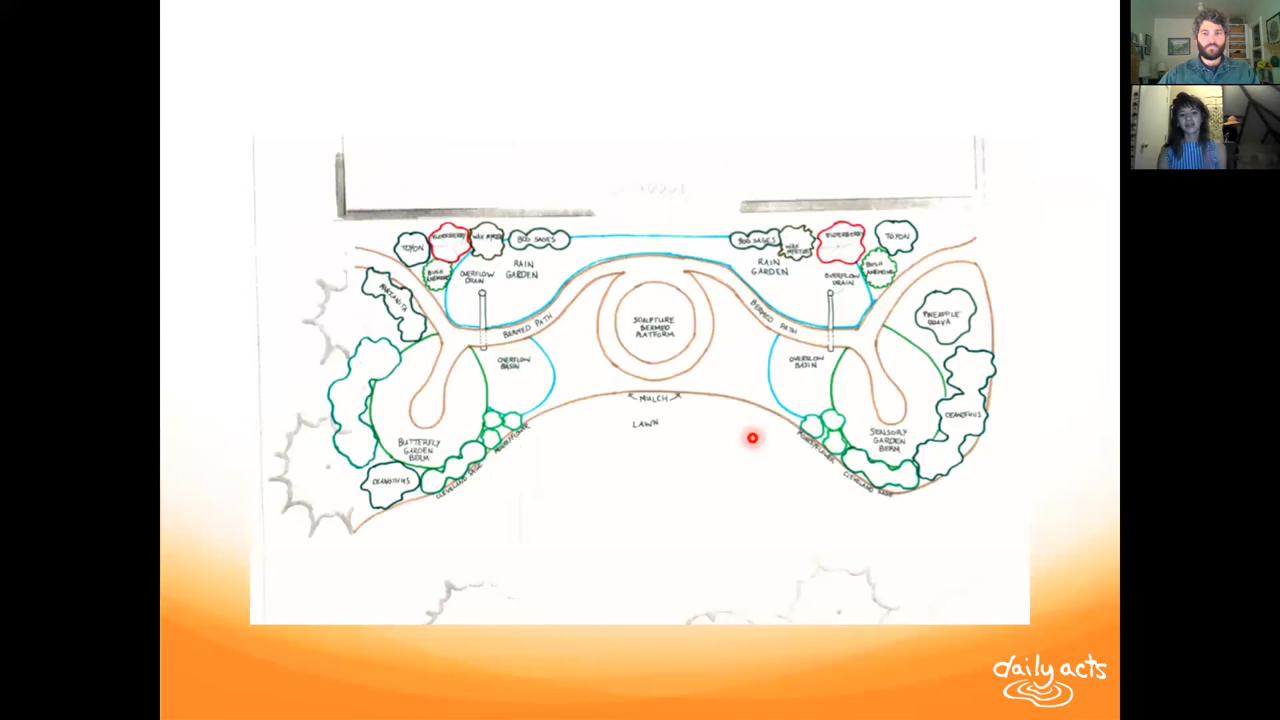 TOYON
ELDERBERRY
WAX MYRTLE
BOG SAGES
BOG SAGES
WAX
MYRTLE
ELDERBERRY
TOYON
BUSH
ANEMONE
OVERFLOW
DRAIN
RAIN
GARDEN
RAIN
GARDEN
OVERFLOW
DRAIN
BUSH
ANEMONE
MANZANITA
BERMED PATH
SCULPTURE
BERMED
PLATFORM
BERMED PATH
PINEAPPLE
GUAVA
OVERFLOW
BASIN
OVERFLOW
BASIN
MULCH
LAWN
CEANOTHUS
BUTTERFLY
GARDEN
BERM
MONKEYFLOWER
MONKEYFLOWER
SENSORY
GARDEN
BERM
CEANOTHUS
CLEVELAND SAGE
CLEVELAND SAGE
daily acts